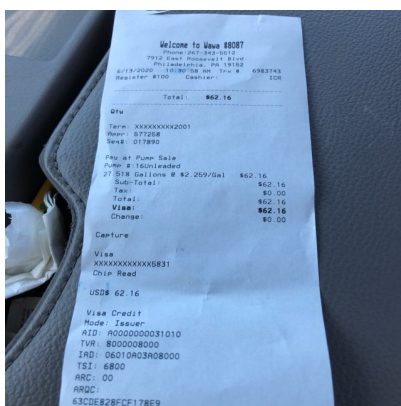 Welcome to Wawa #8087
Phone:267-343-5512
7912 East Roosevelt Blvd
Philadelphia, PA 19152
6/13/2020 10:30:58 AM Trx #: 6983743
Register #100 Cashier: ICR
Total: $62.16
Qty
Term: XXXXXXXXX2001
Appr: 577258
Seq#: 017890
Pay at Pump Sale
Pump #:16Unleaded
27.518 Gallons @ $2.259/Gal $62.16
Sub-Total: $62.16
Tax: $0.00
Total: $62.16
Visa: $62.16
Change: $0.00
Capture
Visa
XXXXXXXXXXXX5831
Chip Read
USD$ 62.16
Visa Credit
Mode: Issuer
AID: A0000000031010
TVR: 8000008000
IAD: 06010A03A08000
TSI: 6800
ARC: 00
ARQC:
63CDE828FCF178E9